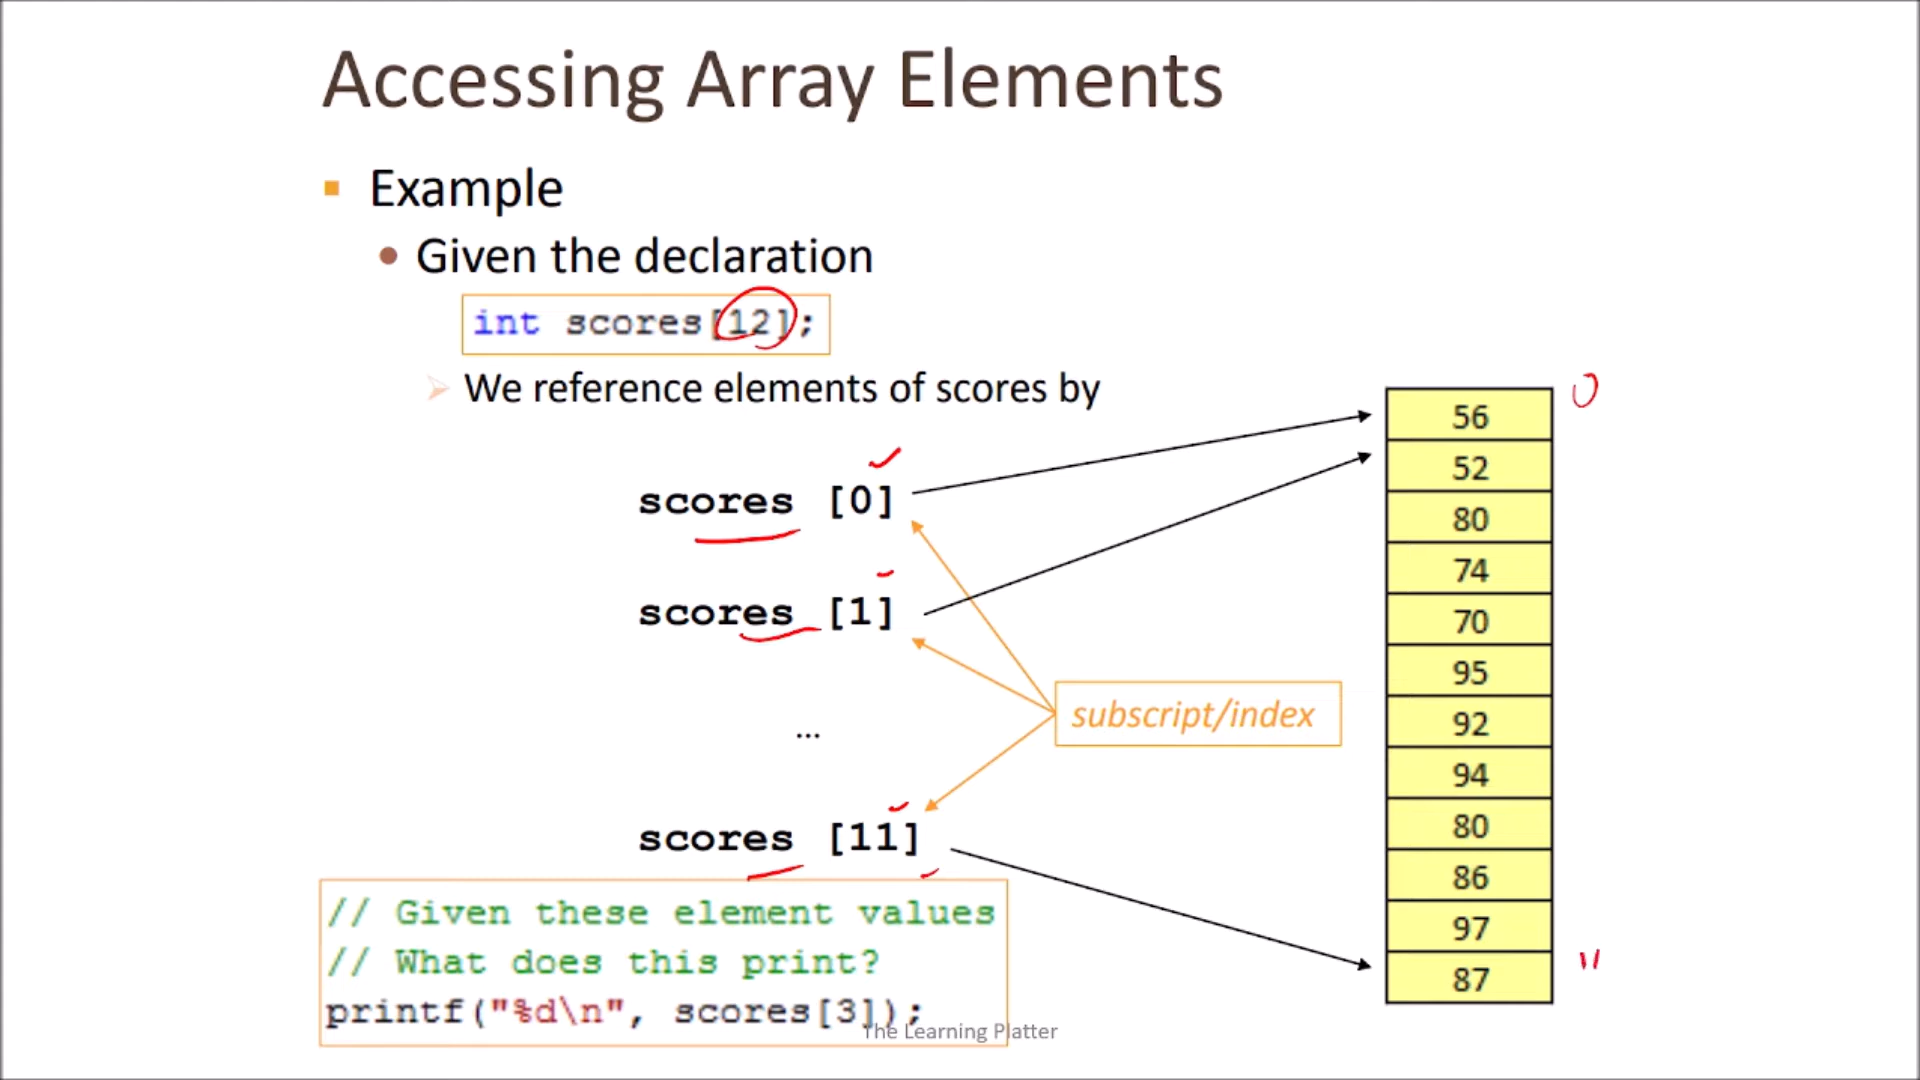 Accessing Array Elements
Example
Given the declaration
int scores[12];
We reference elements of scores by
scores [0]
scores [1]
...
scores [11]
subscript/index
0
56
52
80
74
70
95
92
94
80
86
97
87
11
// Given these element values
// What does this print?
printf("%d\n", scores[3]);
The Learning Platter